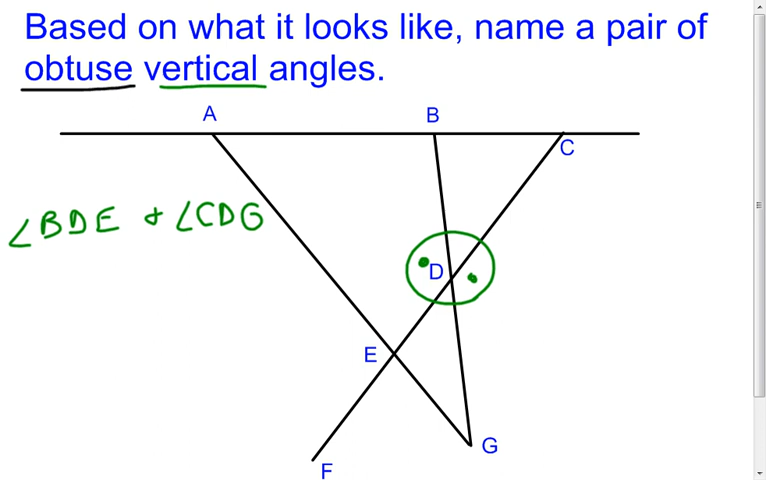 Based on what it looks like, name a pair of
obtuse vertical angles.
A
B
C
∠BDE & ∠CDG
D
E
G
F